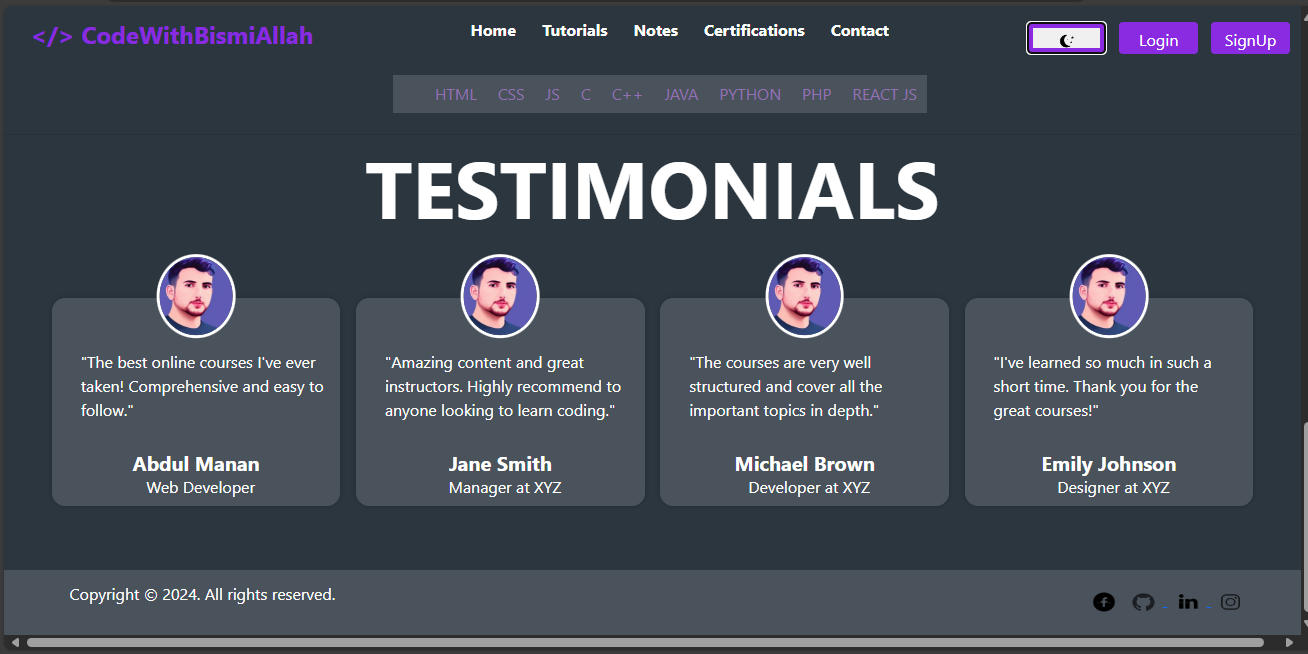 </> CodeWithBismiAllah
Home Tutorials Notes Certifications Contact
Login SignUp
HTML CSS JS C C++ JAVA PYTHON PHP REACT JS
TESTIMONIALS
"The best online courses I've ever
taken! Comprehensive and easy to
follow."
Abdul Manan
Web Developer
"Amazing content and great
instructors. Highly recommend to
anyone looking to learn coding."
Jane Smith
Manager at XYZ
"The courses are very well
structured and cover all the
important topics in depth."
Michael Brown
Developer at XYZ
"I've learned so much in such a
short time. Thank you for the
great courses!"
Emily Johnson
Designer at XYZ
Copyright © 2024. All rights reserved.